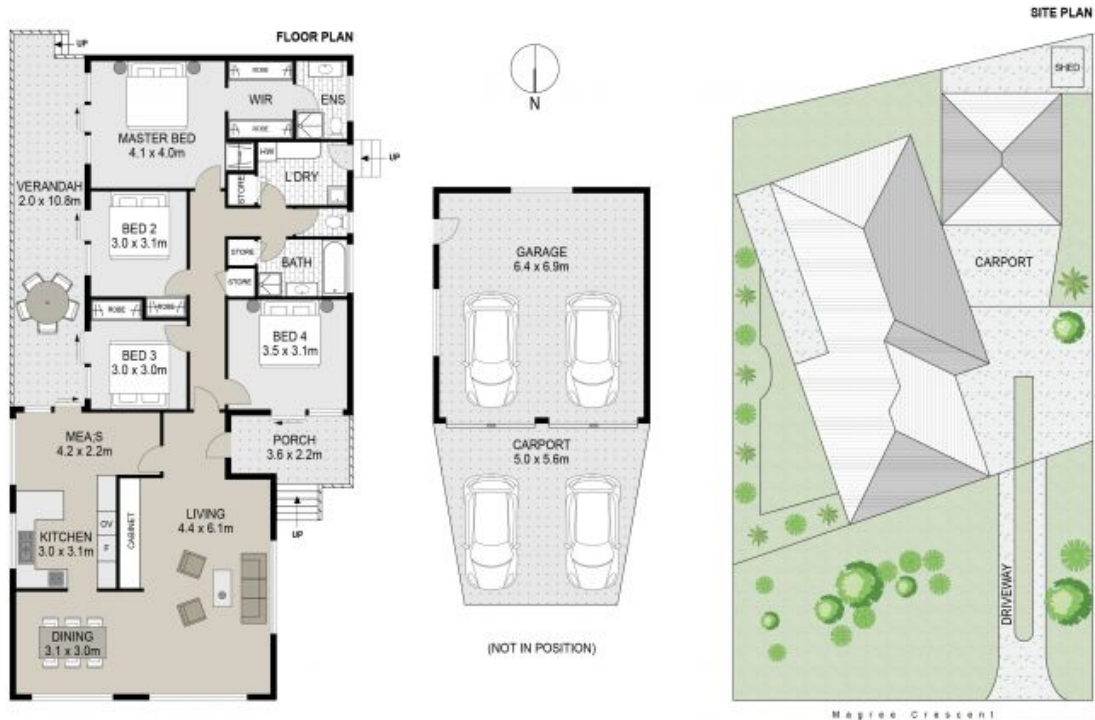 FLOOR PLAN
UP
ROBE
WIR
ROBE
ENS
MASTER BED
4.1 x 4.0m
UP
HW
L'DRY
STORE
VERANDAH
2.0 x 10.8m
BED 2
3.0 x 3.1m
STORE
STORE
BATH
ROBE
ROBE
BED 3
3.0 x 3.0m
BED 4
3.5 x 3.1m
MEA;S
4.2 x 2.2m
PORCH
3.6 x 2.2m
UP
KITCHEN
3.0 x 3.1m
OV
F
CABINET
LIVING
4.4 x 6.1m
DINING
3.1 x 3.0m
N
GARAGE
6.4 x 6.9m
CARPORT
5.0 x 5.6m
(NOT IN POSITION)
SITE PLAN
SHED
CARPORT
DRIVEWAY
Magree Crescent